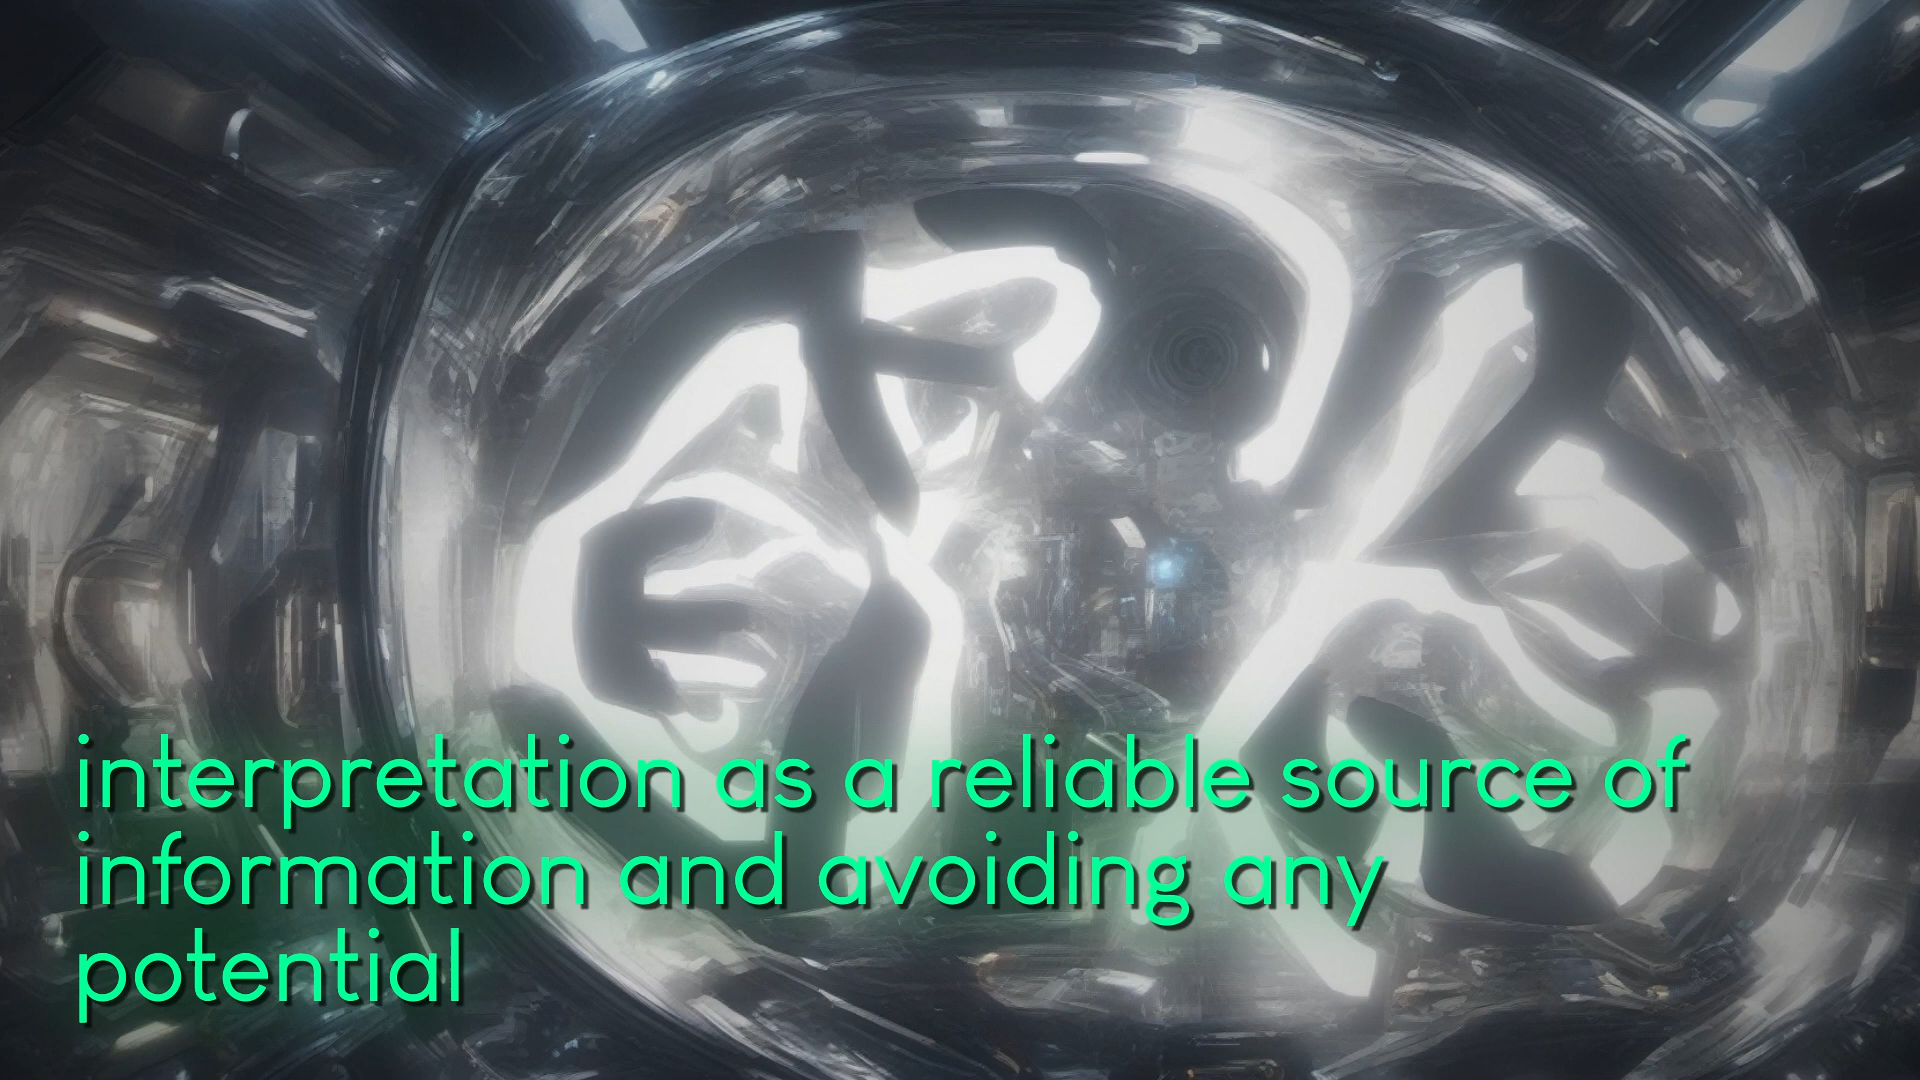 interpretation as a reliable source of
information and avoiding any
potential